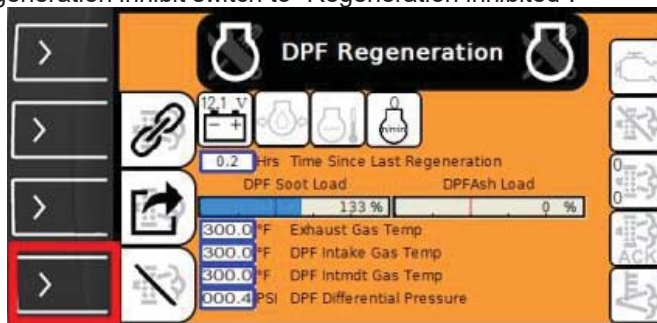 generation Inhibit switch to "Regeneration Inhibited".
DPF Regeneration
12.1 V
0
n/min
0.2 Hrs Time Since Last Regeneration
DPF Soot Load DPFAsh Load
133 % 0 %
300.0 °F Exhaust Gas Temp
300.0 °F DPF Intake Gas Temp
300.0 °F DPF Intmdt Gas Temp
000.4 PSI DPF Differential Pressure
0
0
ACK